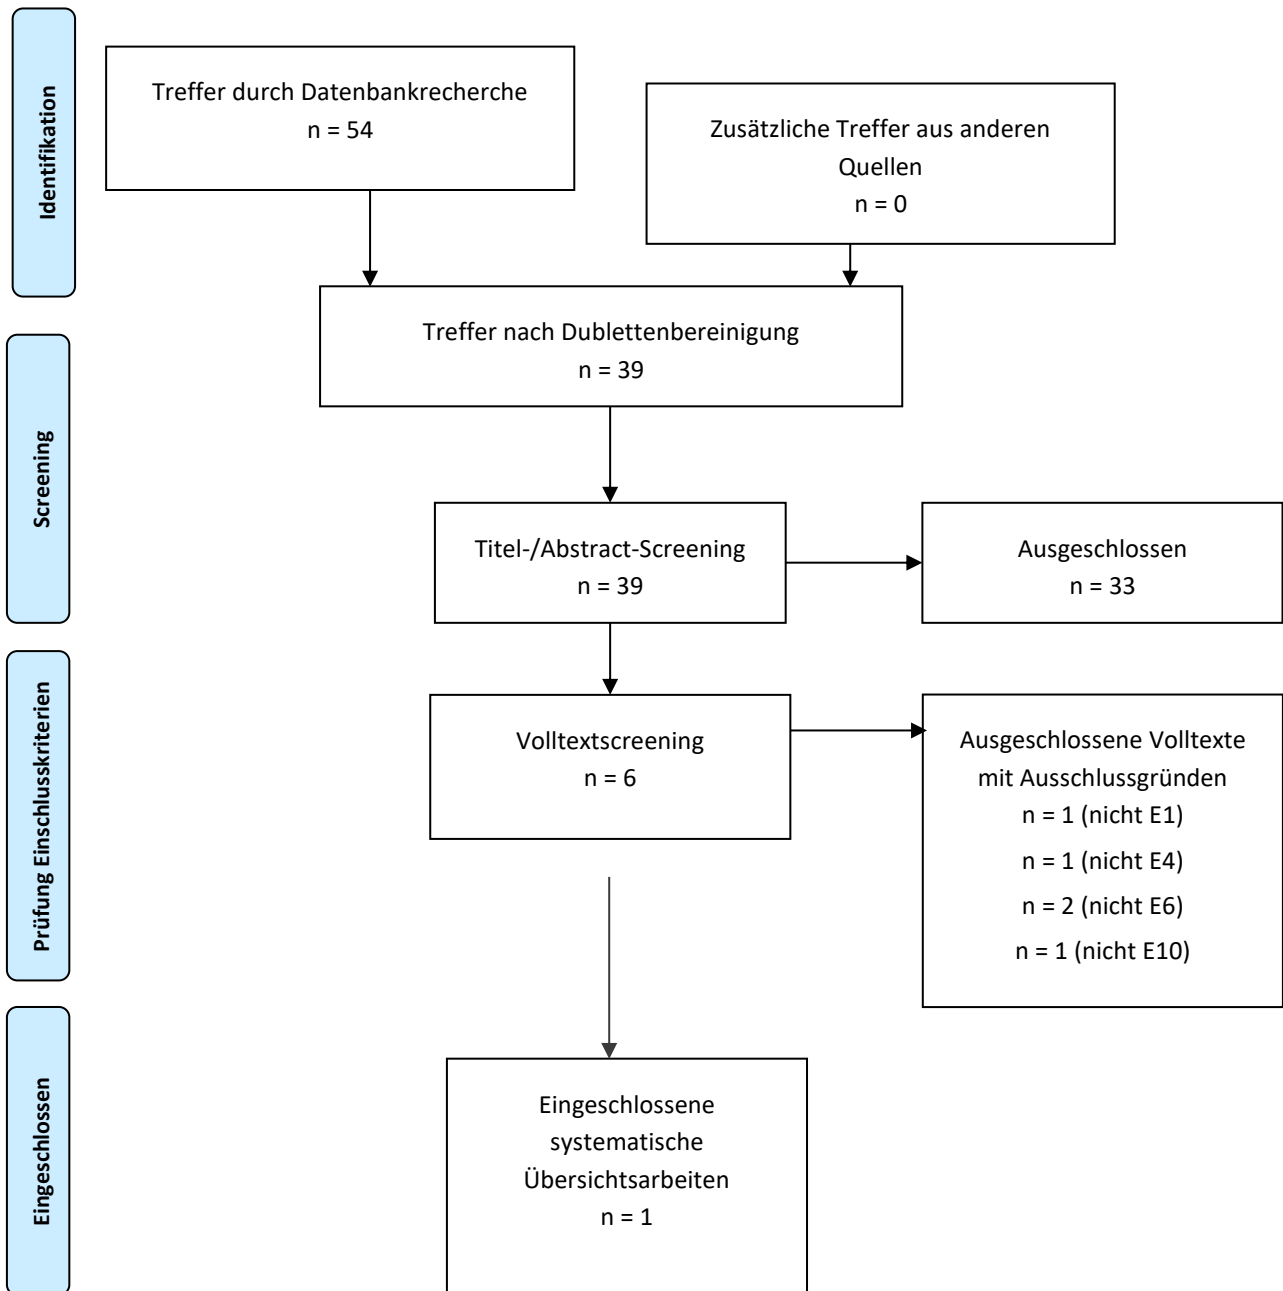 Identifikation
Treffer durch Datenbankrecherche
n = 54
Zusätzliche Treffer aus anderen
Quellen
n = 0
Treffer nach Dublettenbereinigung
n = 39
Screening
Titel-/Abstract-Screening
n = 39
Ausgeschlossen
n = 33
Prüfung Einschlusskriterien
Volltextscreening
n = 6
Ausgeschlossene Volltexte
mit Ausschlussgründen
n = 1 (nicht E1)
n = 1 (nicht E4)
n = 2 (nicht E6)
n = 1 (nicht E10)
Eingeschlossen
Eingeschlossene
systematische
Übersichtsarbeiten
n = 1